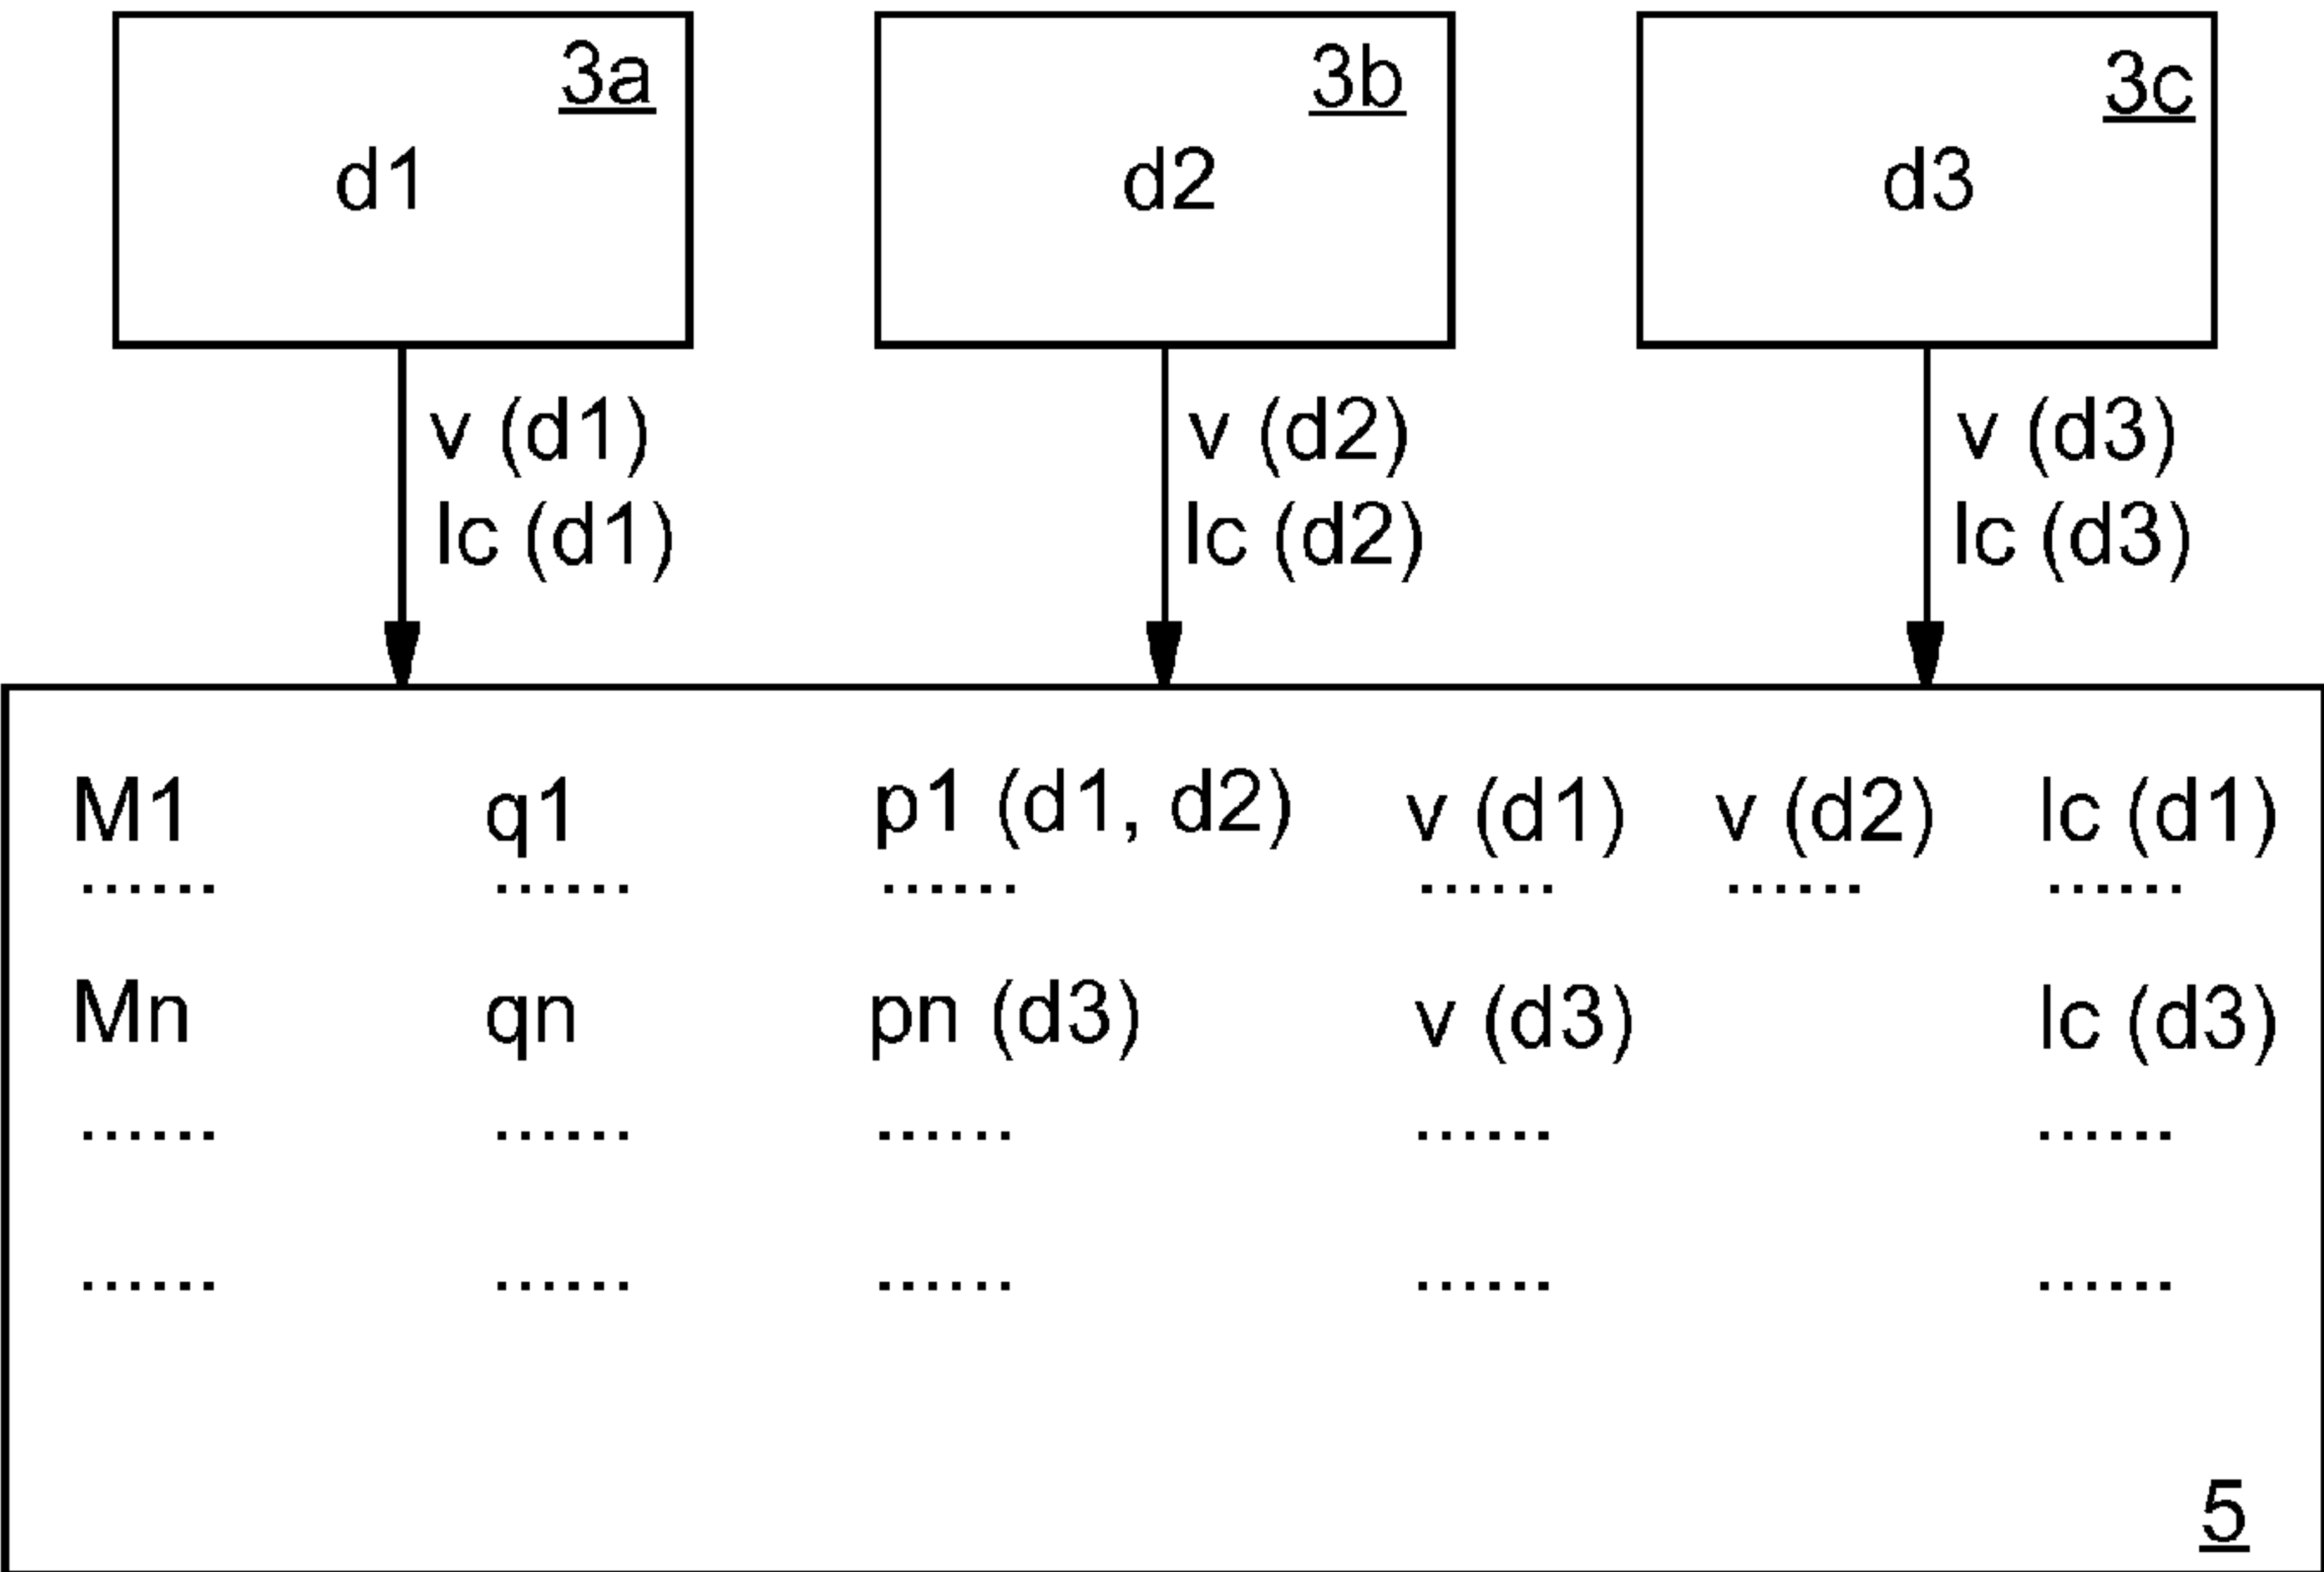 3a 3b 3c
d1 d2 d3
v (d1) v (d2) v (d3)
lc (d1) lc (d2) lc (d3)
M1 q1 p1 (d1, d2) v (d1) v (d2) lc (d1)
...... ...... ...... ...... ...... ......
Mn qn pn (d3) v (d3) lc (d3)
...... ...... ...... ...... ......
...... ...... ...... ...... ......
5